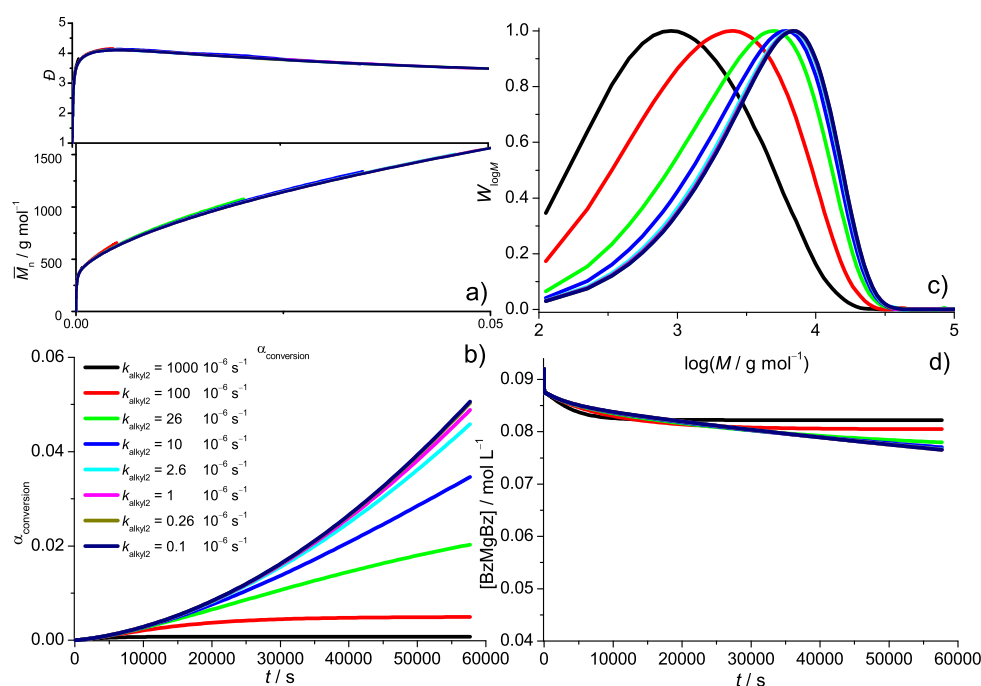 5
4
3
2
1
Đ
1500
1000
500
0
M̅n / g mol⁻¹
a)
0.00
0.05
αconversion
1.0
0.8
0.6
0.4
0.2
0.0
WlogM
c)
2
3
4
5
log(M / g mol⁻¹)
b)
0.06
0.04
0.02
0.00
αconversion
kalkyl2 = 1000 10⁻⁶ s⁻¹
kalkyl2 = 100 10⁻⁶ s⁻¹
kalkyl2 = 26 10⁻⁶ s⁻¹
kalkyl2 = 10 10⁻⁶ s⁻¹
kalkyl2 = 2.6 10⁻⁶ s⁻¹
kalkyl2 = 1 10⁻⁶ s⁻¹
kalkyl2 = 0.26 10⁻⁶ s⁻¹
kalkyl2 = 0.1 10⁻⁶ s⁻¹
0 10000 20000 30000 40000 50000 60000
t / s
d)
0.09
0.08
0.07
0.06
0.05
0.04
[BzMgBz] / mol L⁻¹
0 10000 20000 30000 40000 50000 60000
t / s